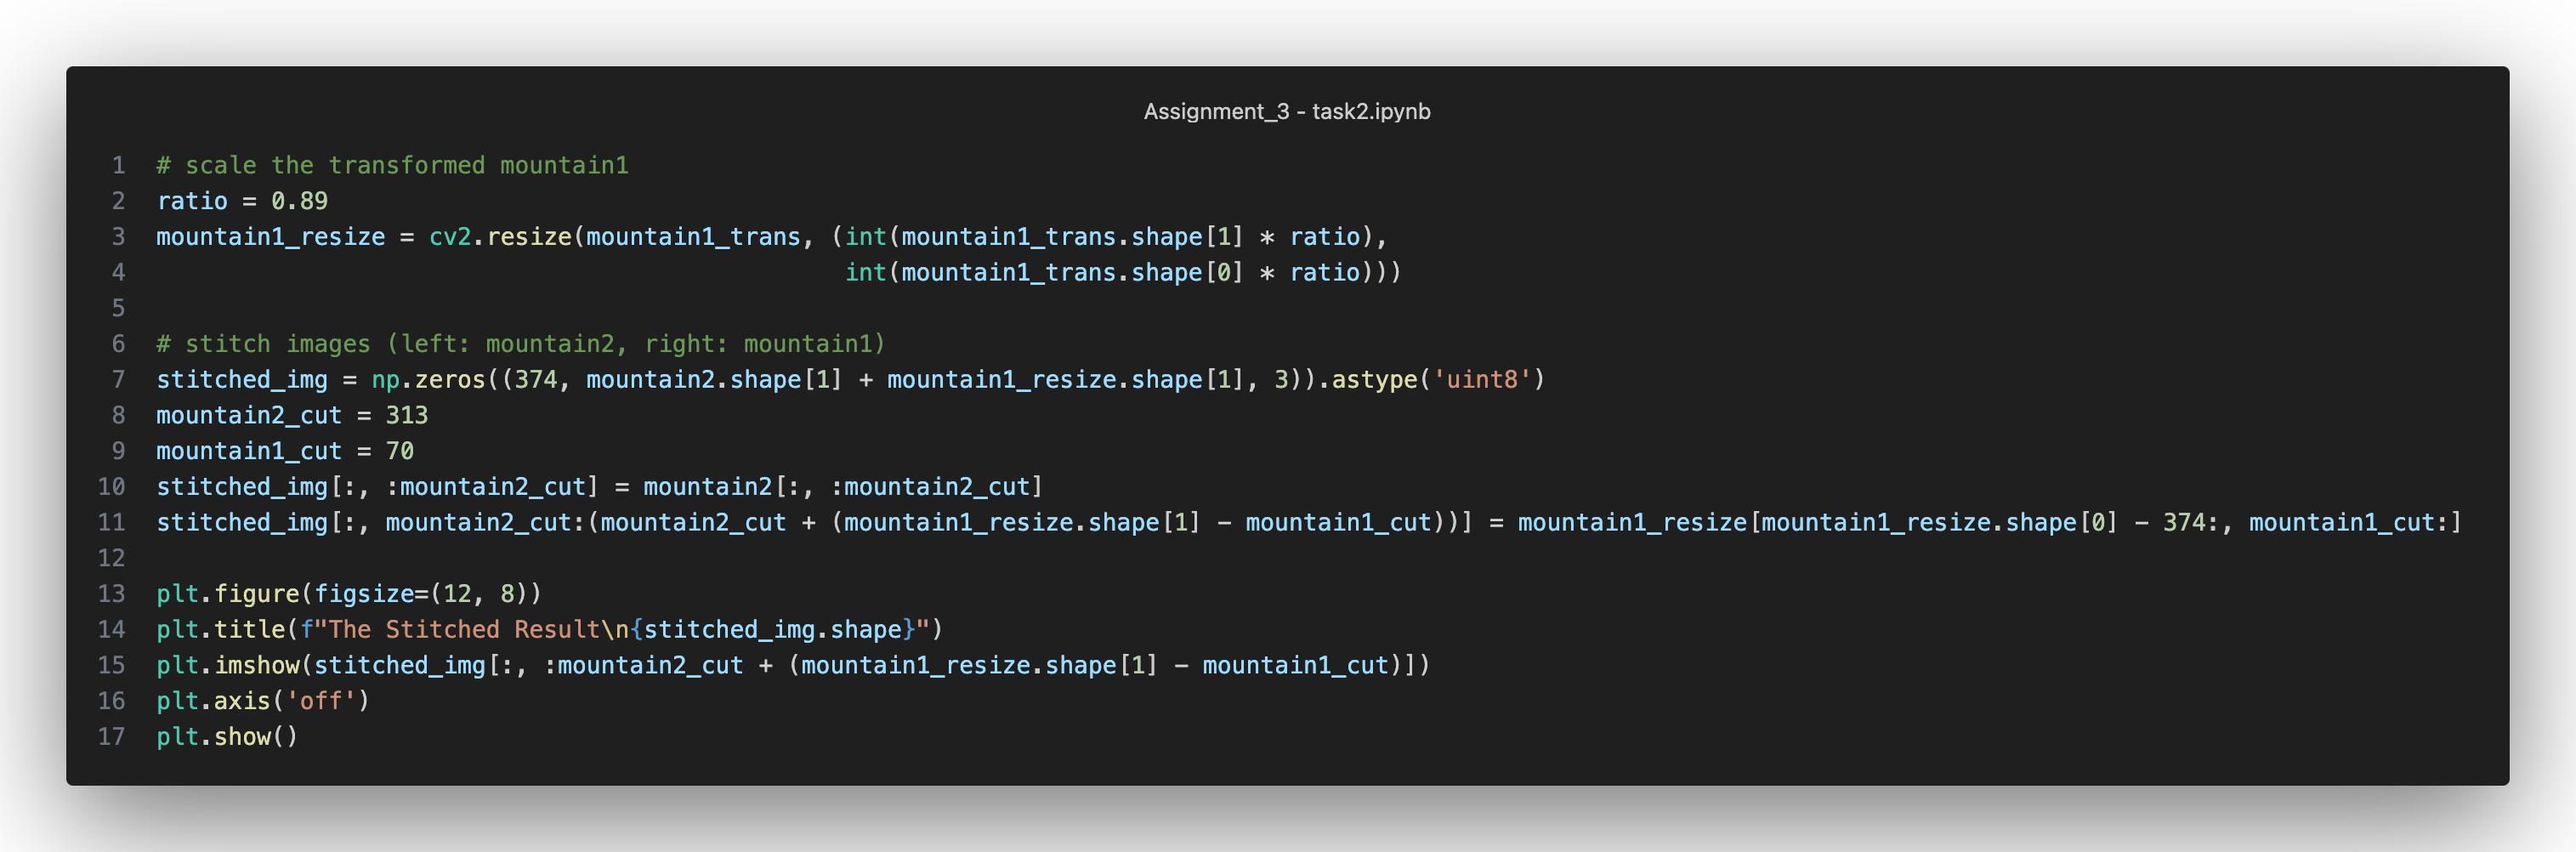 Assignment_3 - task2.ipynb
1 # scale the transformed mountain1
2 ratio = 0.89
3 mountain1_resize = cv2.resize(mountain1_trans, (int(mountain1_trans.shape[1] * ratio),
4                                                 int(mountain1_trans.shape[0] * ratio)))
5
6 # stitch images (left: mountain2, right: mountain1)
7 stitched_img = np.zeros((374, mountain2.shape[1] + mountain1_resize.shape[1], 3)).astype('uint8')
8 mountain2_cut = 313
9 mountain1_cut = 70
10 stitched_img[:, :mountain2_cut] = mountain2[:, :mountain2_cut]
11 stitched_img[:, mountain2_cut:(mountain2_cut + (mountain1_resize.shape[1] - mountain1_cut))] = mountain1_resize[mountain1_resize.shape[0] - 374:, mountain1_cut:]
12
13 plt.figure(figsize=(12, 8))
14 plt.title(f"The Stitched Result\n{stitched_img.shape}")
15 plt.imshow(stitched_img[:, :mountain2_cut + (mountain1_resize.shape[1] - mountain1_cut)])
16 plt.axis('off')
17 plt.show()